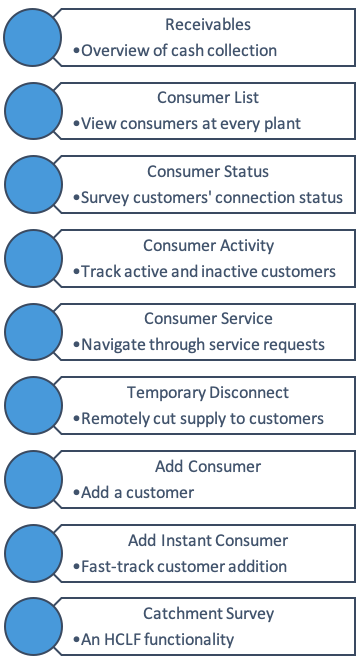 Receivables
•Overview of cash collection
Consumer List
•View consumers at every plant
Consumer Status
•Survey customers' connection status
Consumer Activity
•Track active and inactive customers
Consumer Service
•Navigate through service requests
Temporary Disconnect
•Remotely cut supply to customers
Add Consumer
•Add a customer
Add Instant Consumer
•Fast-track customer addition
Catchment Survey
•An HCLF functionality